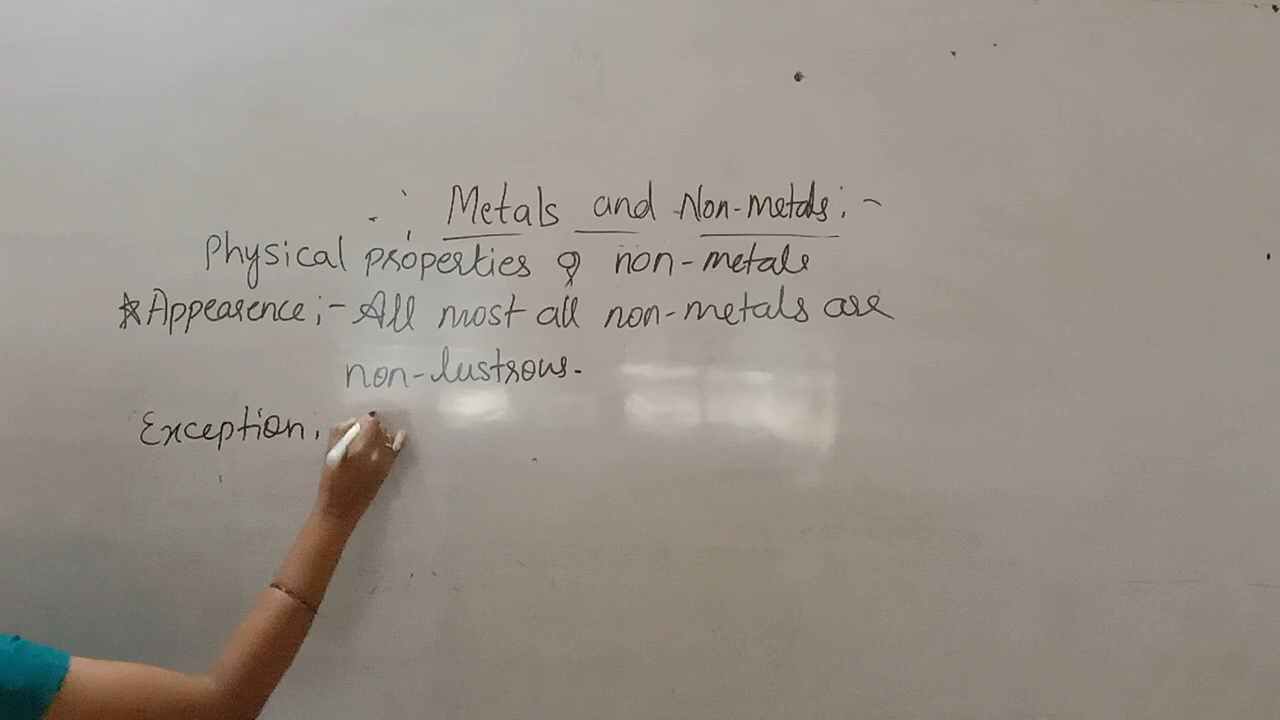 Metals and Non-metals :-
Physical properties of non-metals
* Appearence :- All most all non-metals are
non-lustrous.
Exception :